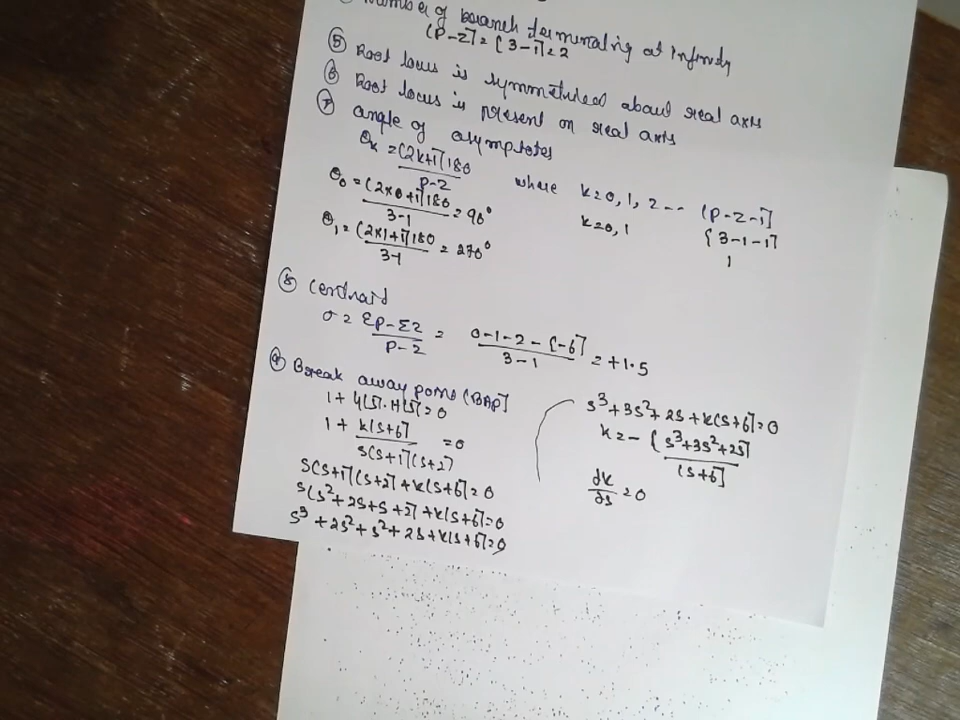 Number of branch terminating at infinity
(P-Z) = (3-1) = 2
⑤ Root locus is symmetrical about real axis
⑥ Root locus is present on real axis
⑦ angle of asymptotes
θk = (2k+1)180 / P-Z where k=0, 1, 2 -- (P-Z-1)
θ0 = (2x0+1)180 / 3-1 = 90° k=0, 1 (3-1-1)
θ1 = (2x1+1)180 / 3-1 = 270° 1
⑧ Centroid
σ = Σp-Σz / P-Z = 0-1-2-(-6) / 3-1 = +1.5
⑨ Break away point (BAP)
1 + G(s).H(s) = 0
1 + k(s+6) / s(s+1)(s+2) = 0
s(s+1)(s+2) + k(s+6) = 0
s(s²+2s+s+2) + k(s+6) = 0
s³+2s²+s²+2s+k(s+6) = 0
s³+3s²+2s+k(s+6) = 0
k = -(s³+3s²+2s) / (s+6)
dk/ds = 0